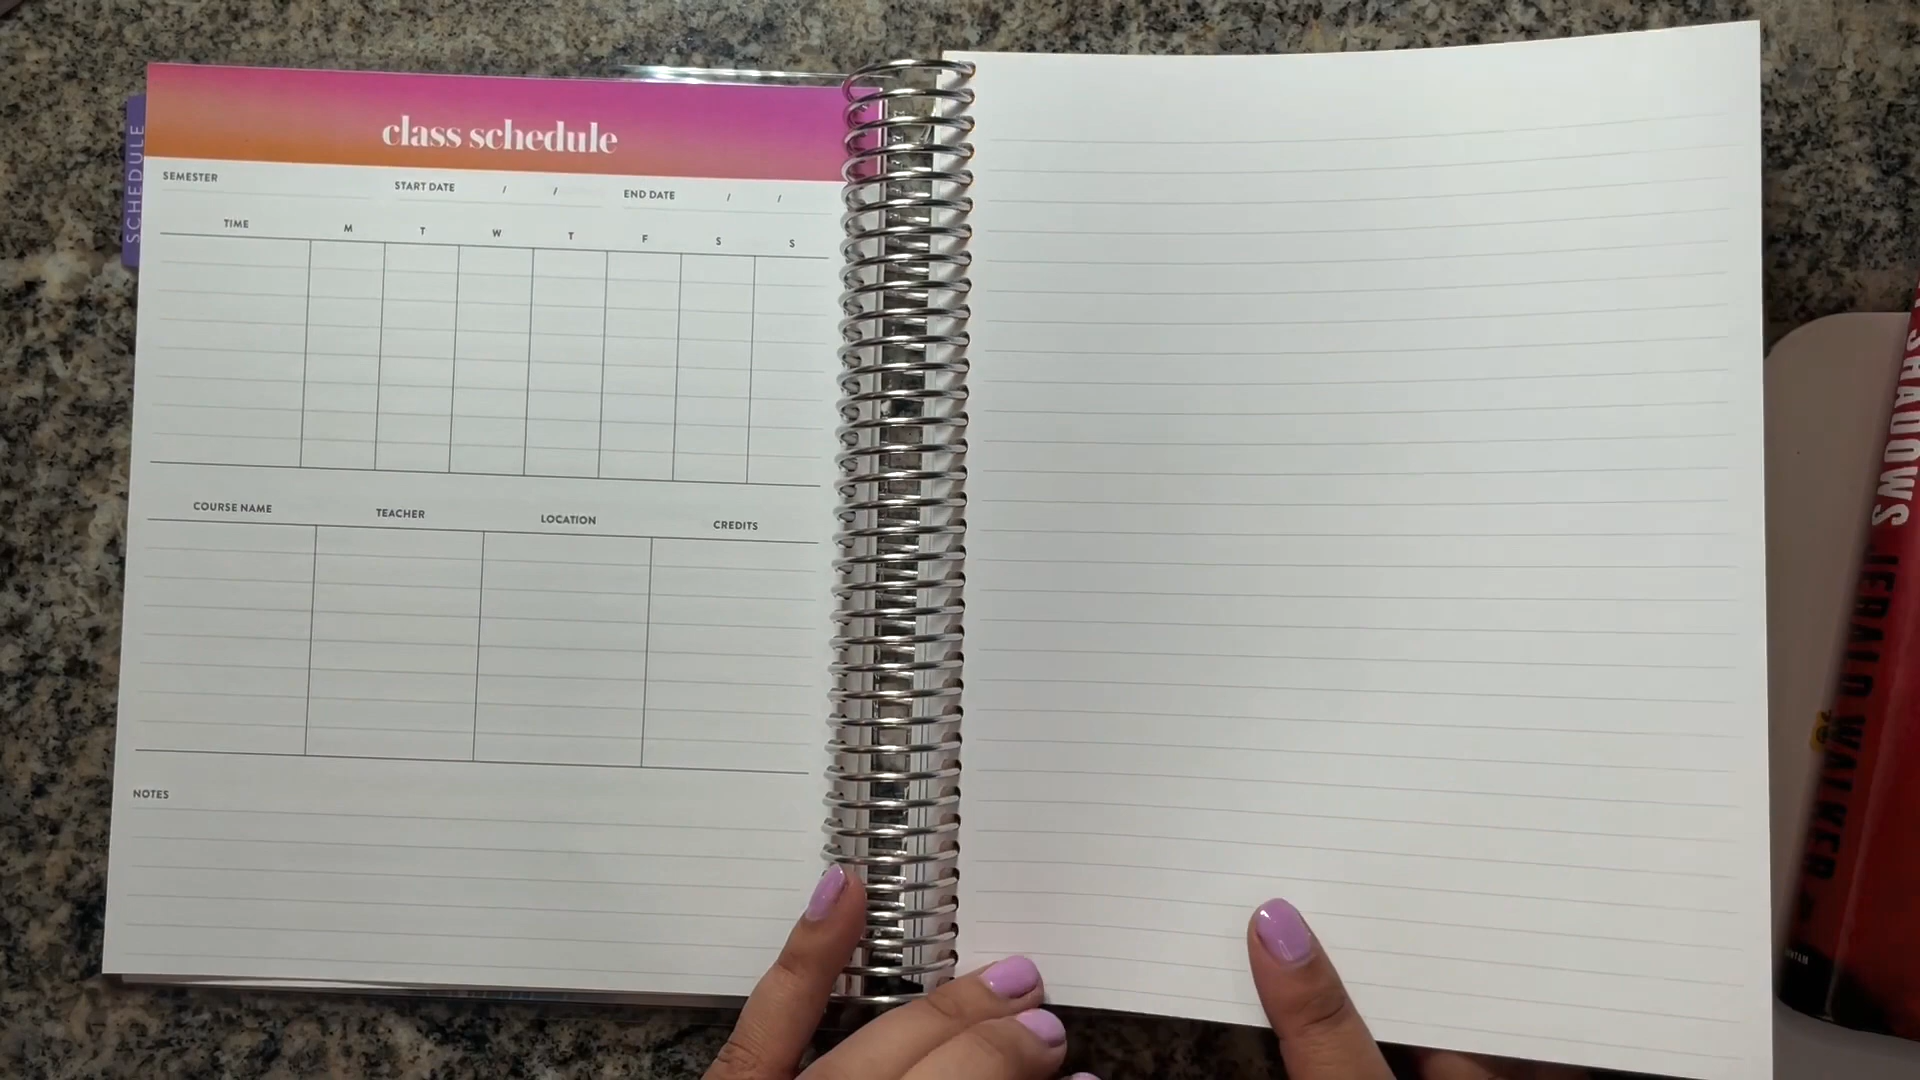 SCHEDULE
class schedule
SEMESTER START DATE / / END DATE / /
TIME M T W T F S S
COURSE NAME TEACHER LOCATION CREDITS
NOTES
SHADOWS JERALD WALKER